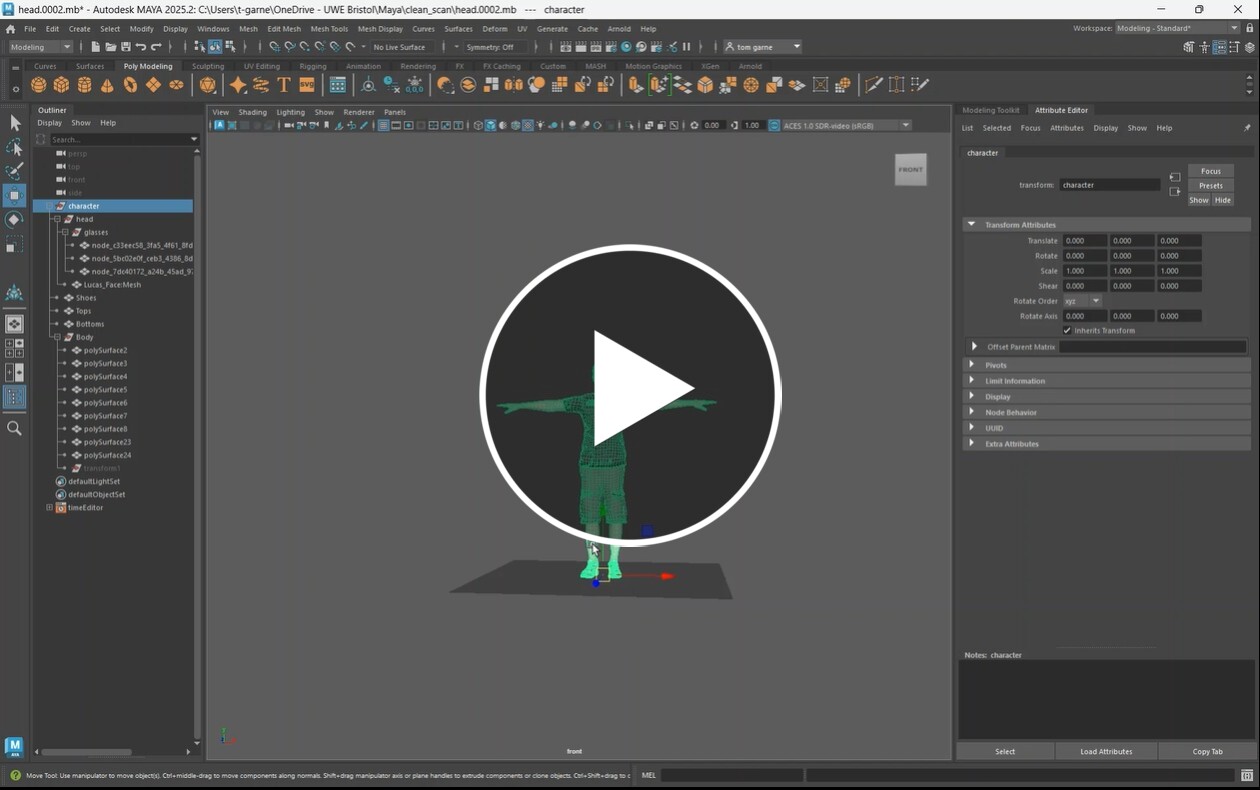 head.0002.mb* - Autodesk MAYA 2025.2: C:\Users\t-garne\OneDrive - UWE Bristol\Maya\clean_scan\head.0002.mb --- character
File Edit Create Select Modify Display Windows Mesh Edit Mesh Mesh Tools Mesh Display Curves Surfaces Deform UV Generate Cache Arnold Help
Workspace: Modeling - Standard*
Modeling
No Live Surface
Symmetry: Off
tom garne
Curves Surfaces Poly Modeling Sculpting UV Editing Rigging Animation Rendering FX FX Caching Custom MASH Motion Graphics XGen Arnold
Outliner
Display Show Help
Search...
persp
top
front
side
character
head
glasses
node_c33eec58_3fa5_4f61_8fd
node_5bc02e0f_ceb3_4386_8d
node_7dc40172_a24b_45ad_97
Lucas_Face:Mesh
Shoes
Tops
Bottoms
Body
polySurface2
polySurface3
polySurface4
polySurface5
polySurface6
polySurface7
polySurface8
polySurface23
polySurface24
transform1
defaultLightSet
defaultObjectSet
timeEditor
View Shading Lighting Show Renderer Panels
0.00 1.00 ACES 1.0 SDR-video (sRGB)
FRONT
front
Modeling Toolkit Attribute Editor
List Selected Focus Attributes Display Show Help
character
transform: character
Focus
Presets
Show Hide
Transform Attributes
Translate 0.000 0.000 0.000
Rotate 0.000 0.000 0.000
Scale 1.000 1.000 1.000
Shear 0.000 0.000 0.000
Rotate Order xyz
Rotate Axis 0.000 0.000 0.000
Inherits Transform
Offset Parent Matrix
Pivots
Limit Information
Display
Node Behavior
UUID
Extra Attributes
Notes: character
Select Load Attributes Copy Tab
Move Tool: Use manipulator to move object(s). Ctrl+middle-drag to move components along normals. Shift+drag manipulator axis or plane handles to extrude components or clone objects. Ctrl+Shift+drag to c
MEL